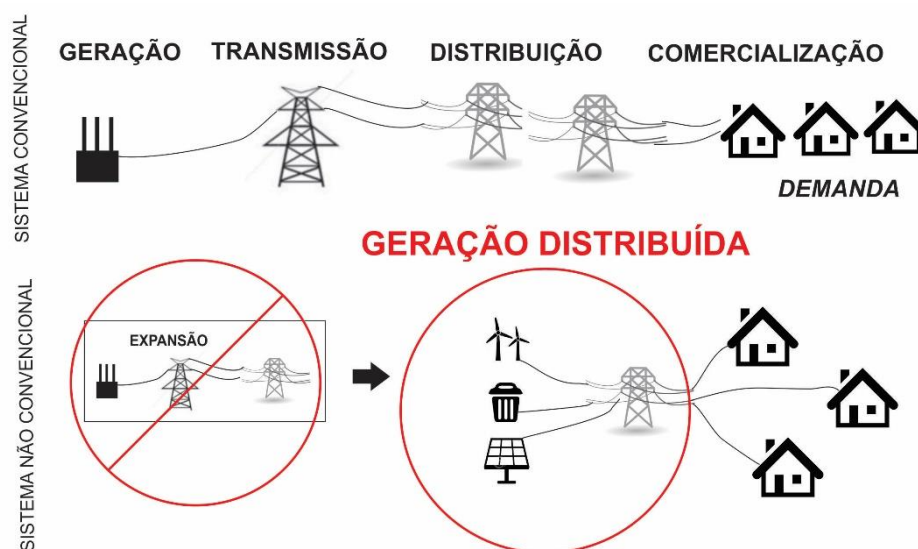 SISTEMA CONVENCIONAL
GERAÇÃO TRANSMISSÃO DISTRIBUIÇÃO COMERCIALIZAÇÃO
DEMANDA
GERAÇÃO DISTRIBUÍDA
SISTEMA NÃO CONVENCIONAL
EXPANSÃO